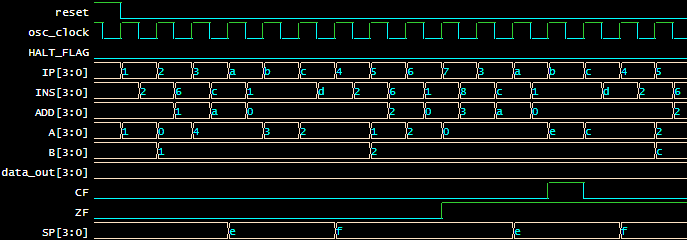 reset
osc_clock
HALT_FLAG
IP[3:0] 1 2 3 a b c 4 5 6 7 3 a b c 4 5
INS[3:0] 2 6 c 1 d 2 6 1 8 c 1 d 2 6
ADD[3:0] 1 a 0 2 0 3 a 0 2
A[3:0] 1 0 4 3 2 1 2 0 e c 2
B[3:0] 1 2 c
data_out[3:0]
CF
ZF
SP[3:0] e f e f